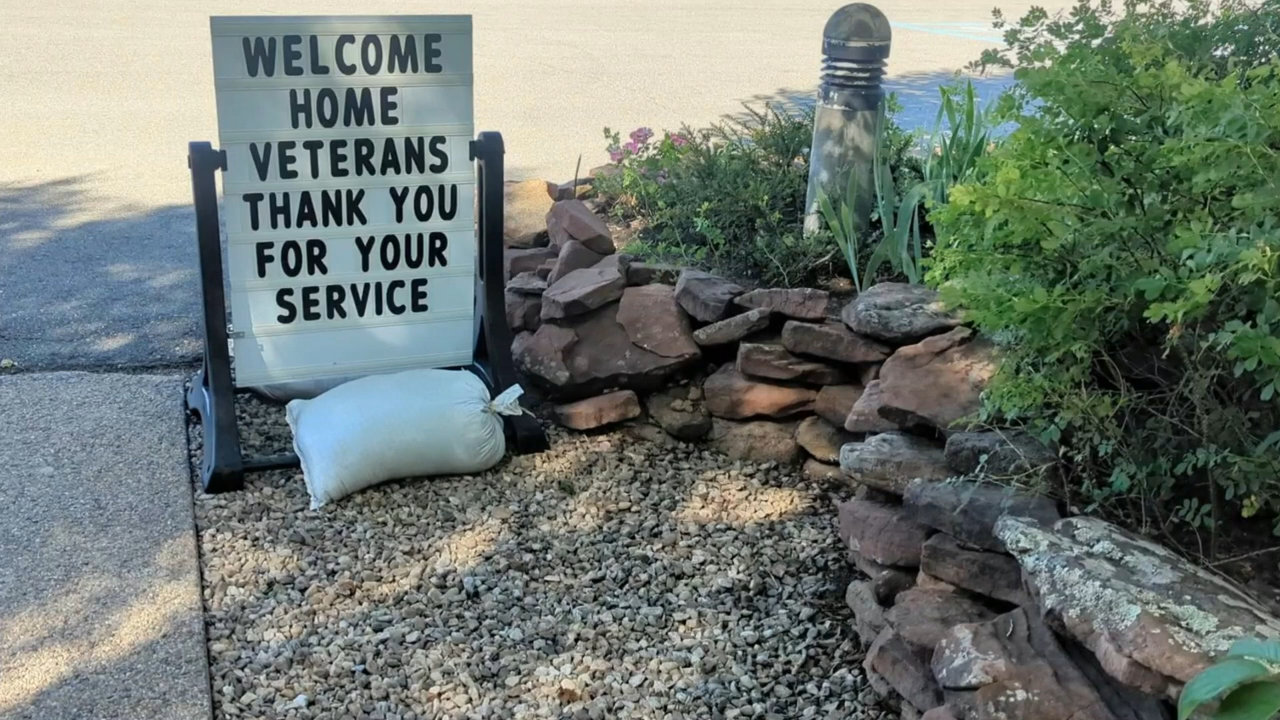 WELCOME
HOME
VETERANS
THANK YOU
FOR YOUR
SERVICE